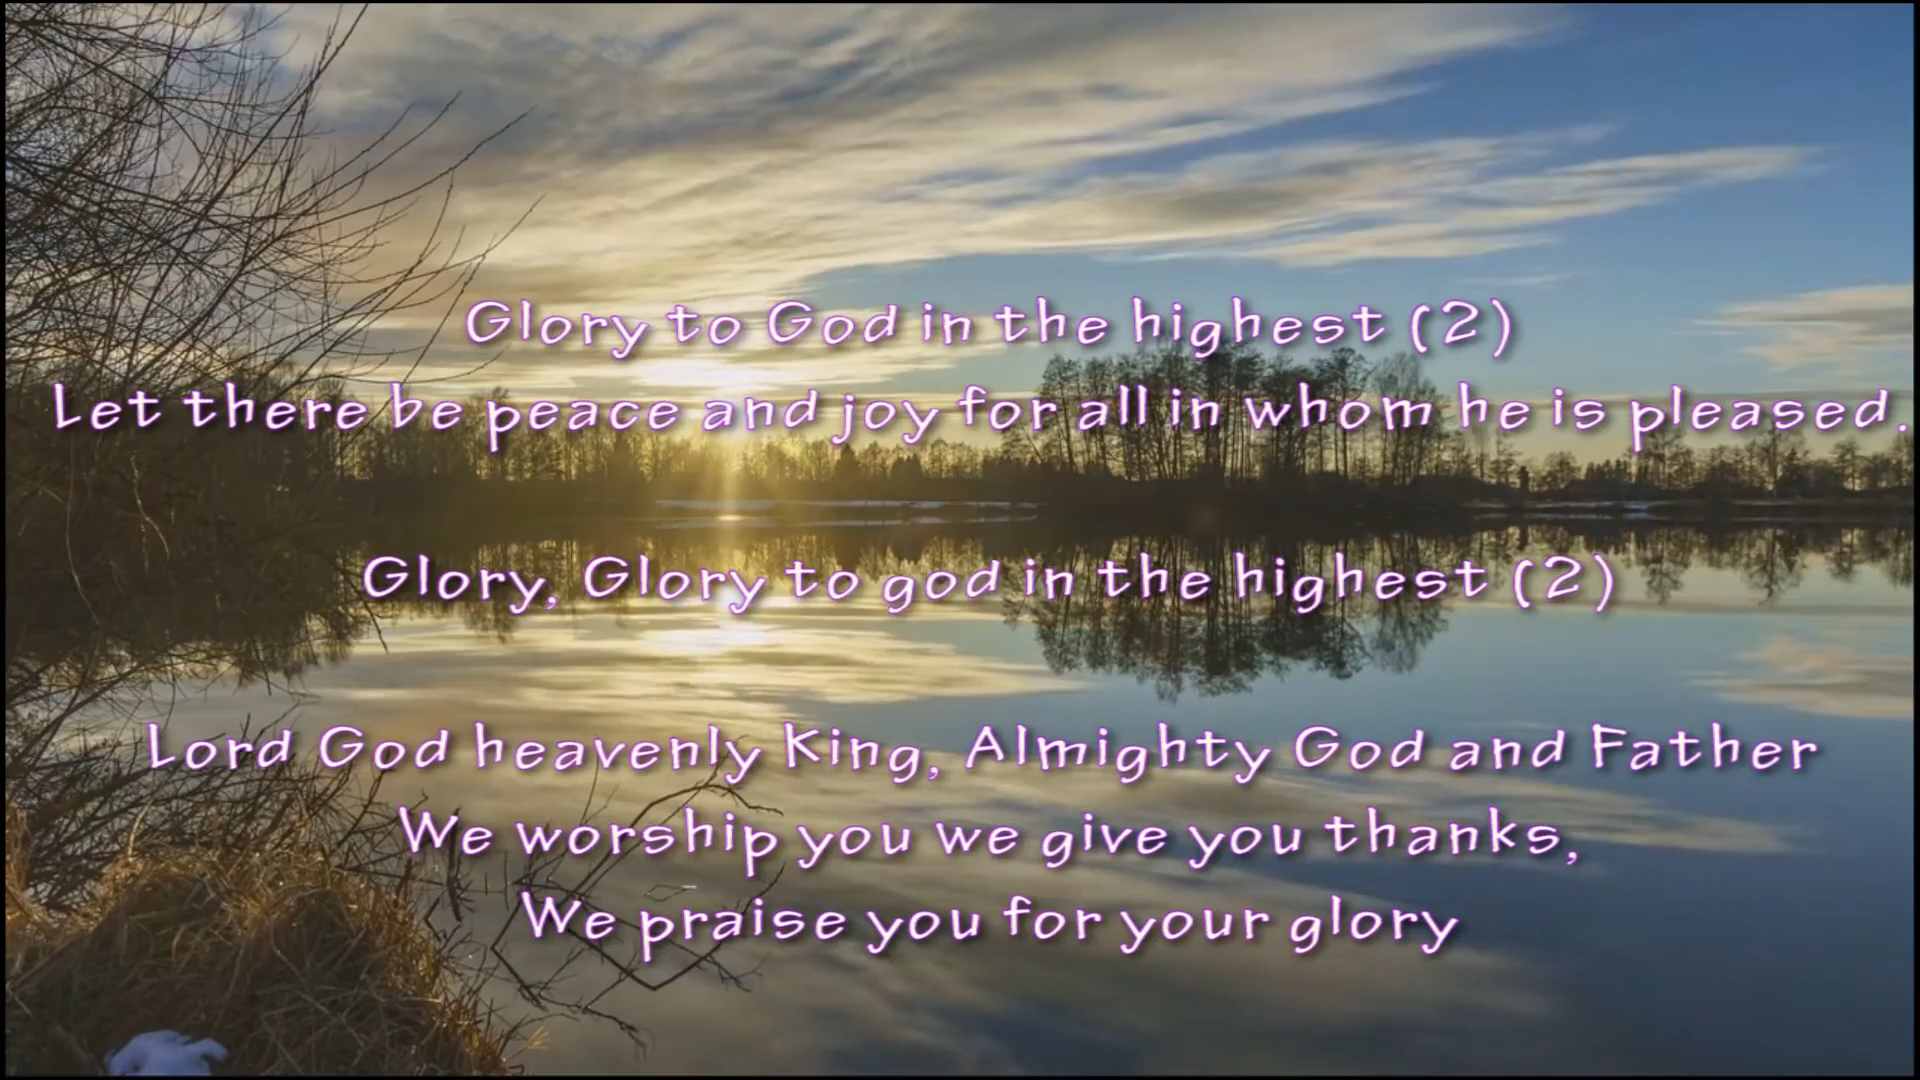 Glory to God in the highest (2)
Let there be peace and joy for all in whom he is pleased.
Glory, Glory to god in the highest (2)
Lord God heavenly King, Almighty God and Father
We worship you we give you thanks,
We praise you for your glory